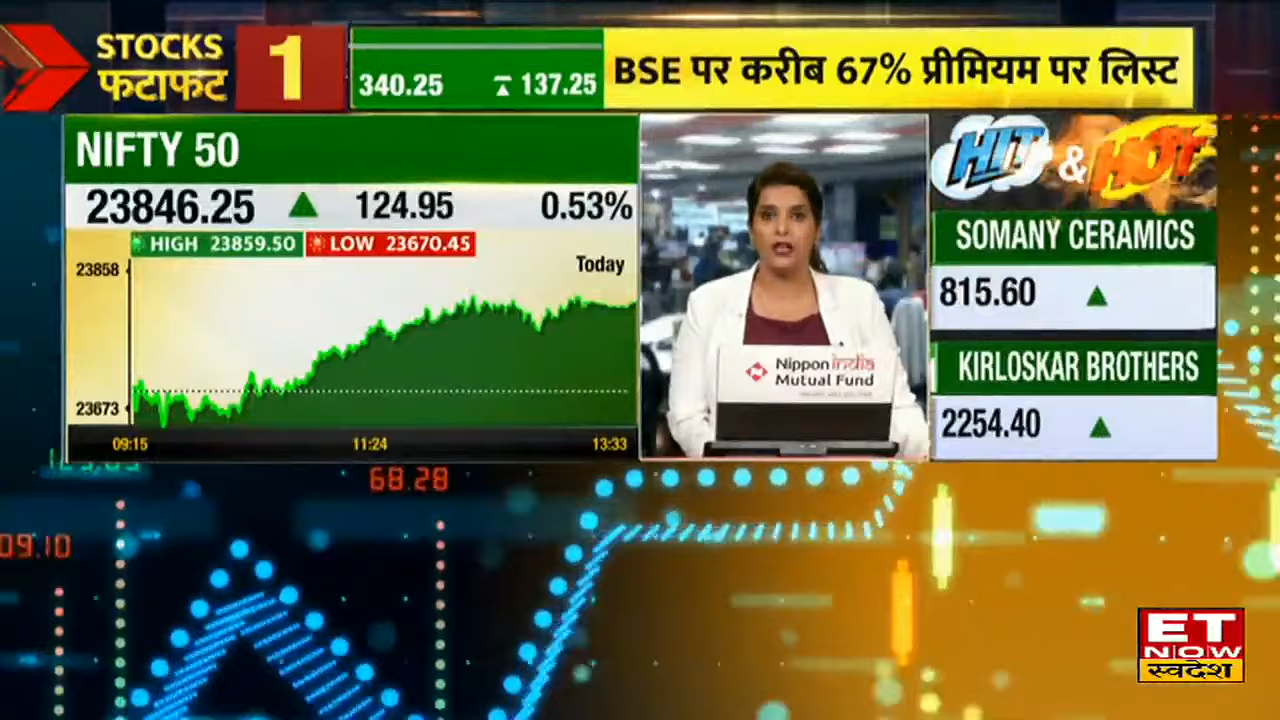 STOCKS
फटाफट
1
340.25 137.25
BSE पर करीब 67% प्रीमियम पर लिस्ट
NIFTY 50
23846.25 ▲ 124.95 0.53%
HIGH 23859.50 LOW 23670.45
Today
23858
23673
09:15 11:24 13:33
Nippon india
Mutual Fund
HIT & HOT
SOMANY CERAMICS
815.60 ▲
KIRLOSKAR BROTHERS
2254.40 ▲
68.28
09.10
ET
NOW
स्वदेश